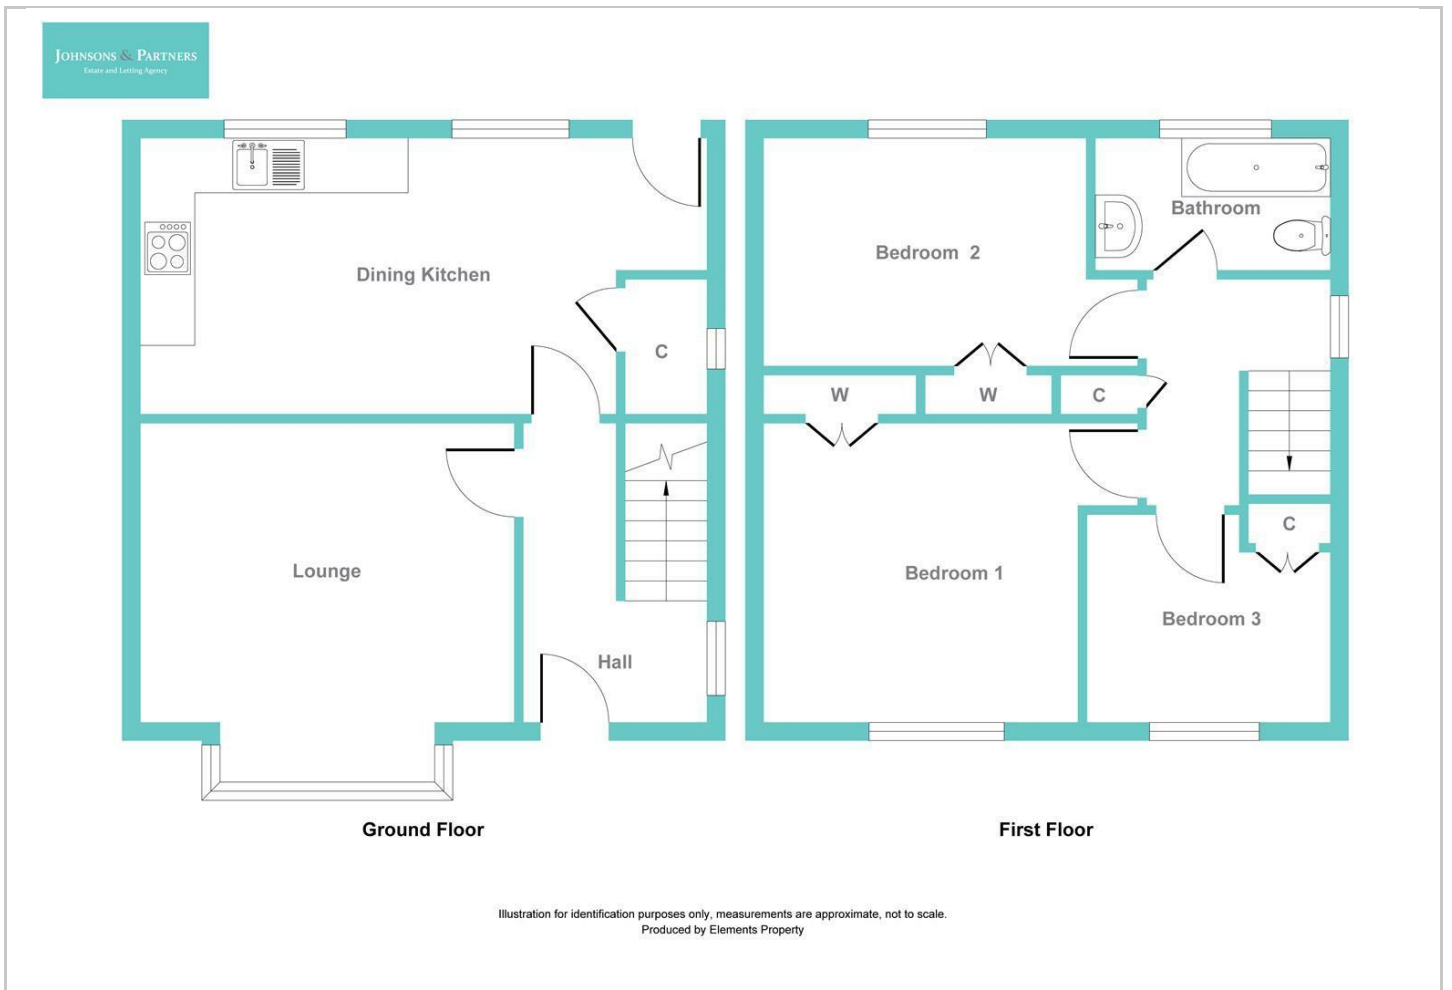 JOHNSONS & PARTNERS
Estate and Letting Agency
Dining Kitchen
C
Lounge
Hall
Ground Floor
Bathroom
Bedroom 2
W
W
C
Bedroom 1
C
Bedroom 3
First Floor
Illustration for identification purposes only, measurements are approximate, not to scale.
Produced by Elements Property